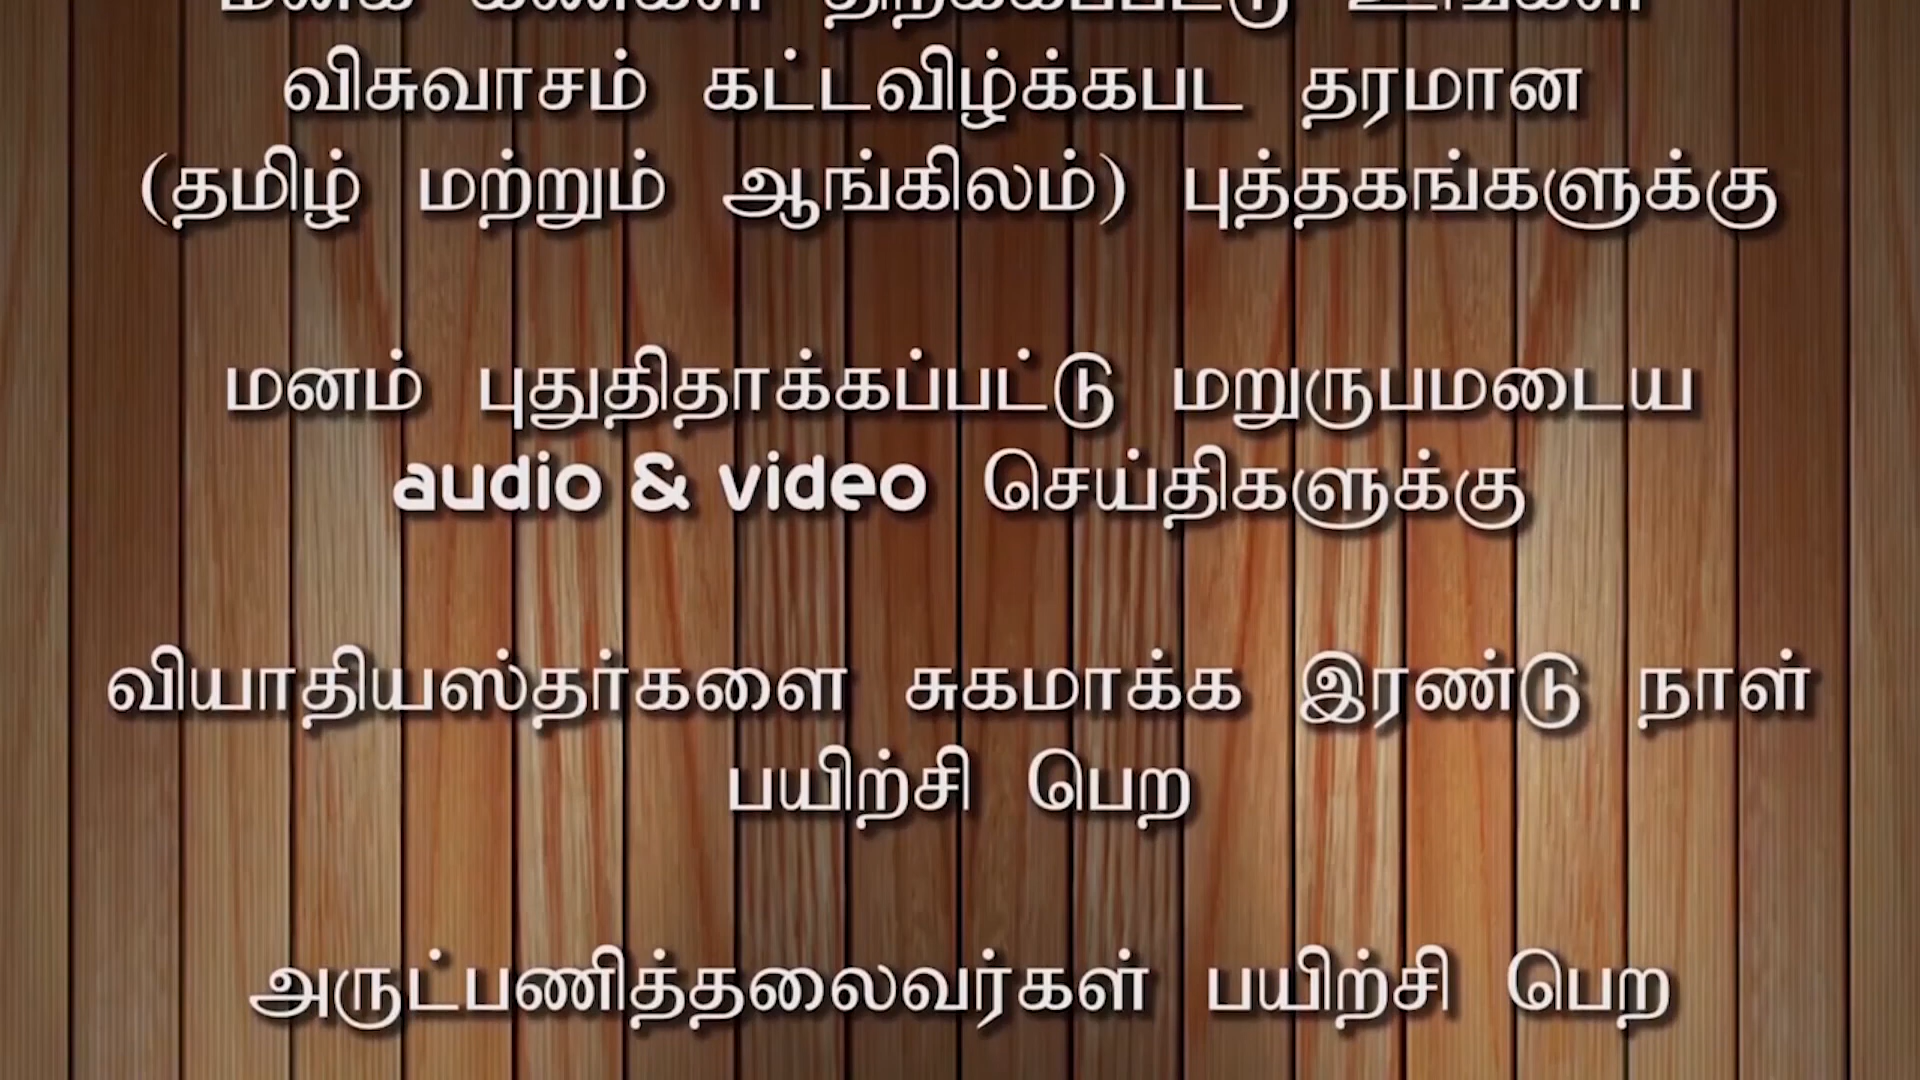 விசுவாசம் கட்டவிழ்க்கபட தரமான
(தமிழ் மற்றும் ஆங்கிலம்) புத்தகங்களுக்கு
மனம் புதுதிதாக்கப்பட்டு மறுருபமடைய
audio & video செய்திகளுக்கு
வியாதியஸ்தர்களை சுகமாக்க இரண்டு நாள்
பயிற்சி பெற
அருட்பணித்தலைவர்கள் பயிற்சி பெற